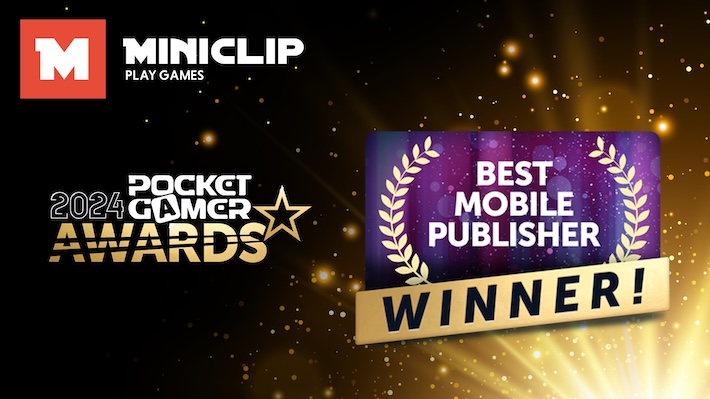 M
MINICLIP
PLAY GAMES
2024 POCKET
GAMER
AWARDS
BEST
MOBILE
PUBLISHER
WINNER!